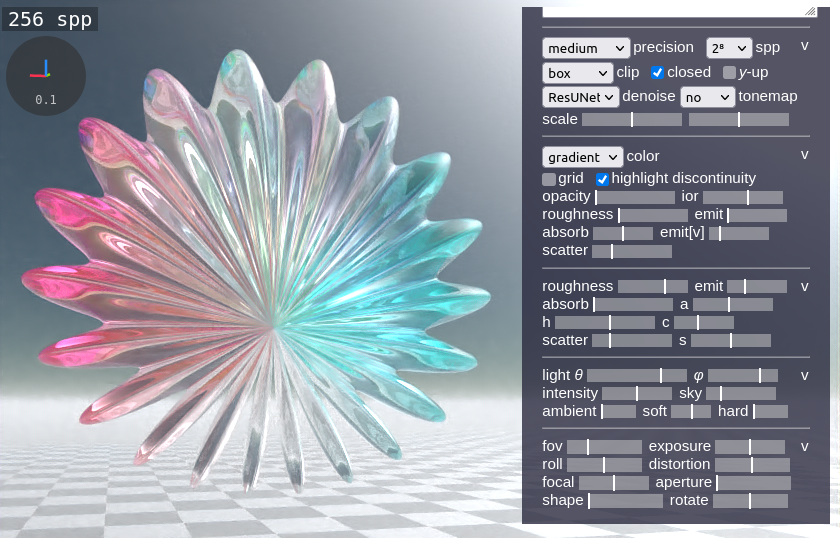 256 spp
0.1
medium precision 2⁸ spp v
box clip closed y-up
ResUNet denoise no tonemap
scale
gradient color v
grid highlight discontinuity
opacity ior
roughness emit
absorb emit[v]
scatter
roughness emit v
absorb a
h c
scatter s
light θ φ v
intensity sky
ambient soft hard
fov exposure v
roll distortion
focal aperture
shape rotate